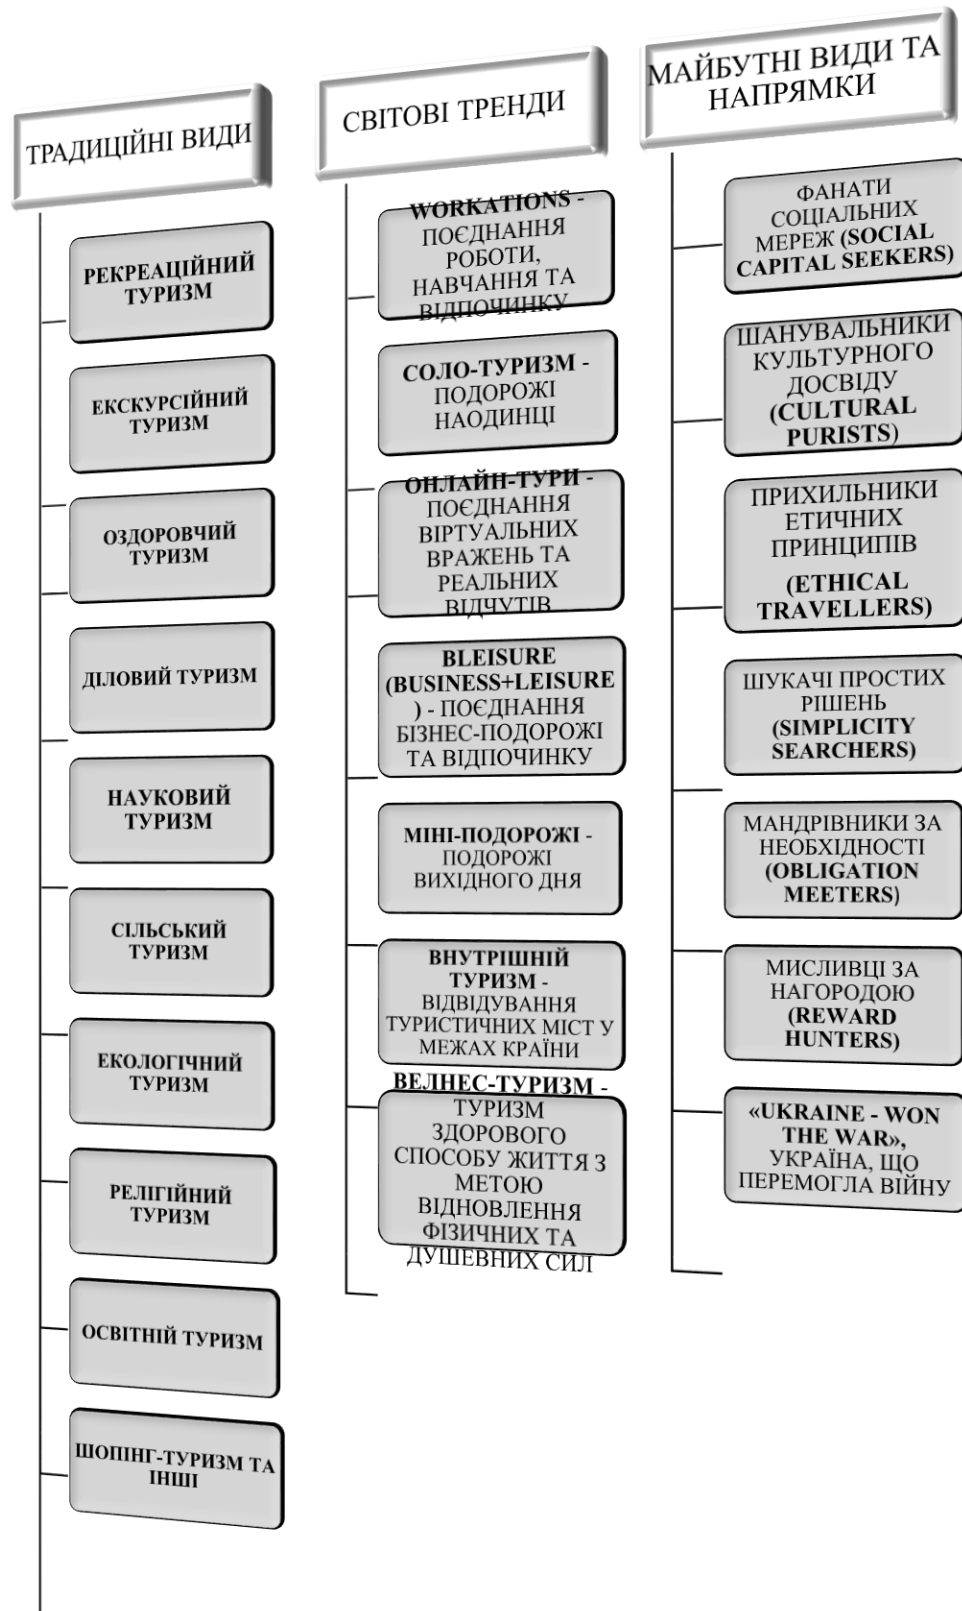 ТРАДИЦІЙНІ ВИДИ
РЕКРЕАЦІЙНИЙ
ТУРИЗМ
ЕКСКУРСІЙНИЙ
ТУРИЗМ
ОЗДОРОВЧИЙ
ТУРИЗМ
ДІЛОВИЙ ТУРИЗМ
НАУКОВИЙ
ТУРИЗМ
СІЛЬСЬКИЙ
ТУРИЗМ
ЕКОЛОГІЧНИЙ
ТУРИЗМ
РЕЛІГІЙНИЙ
ТУРИЗМ
ОСВІТНІЙ ТУРИЗМ
ШОПІНГ-ТУРИЗМ ТА
ІНШІ
СВІТОВІ ТРЕНДИ
WORKATIONS -
ПОЄДНАННЯ
РОБОТИ,
НАВЧАННЯ ТА
ВІДПОЧИНКУ
СОЛО-ТУРИЗМ -
ПОДОРОЖІ
НАОДИНЦІ
ОНЛАЙН-ТУРИ -
ПОЄДНАННЯ
ВІРТУАЛЬНИХ
ВРАЖЕНЬ ТА
РЕАЛЬНИХ
ВІДЧУТІВ
BLEISURE
(BUSINESS+LEISURE
) - ПОЄДНАННЯ
БІЗНЕС-ПОДОРОЖІ
ТА ВІДПОЧИНКУ
МІНІ-ПОДОРОЖІ -
ПОДОРОЖІ
ВИХІДНОГО ДНЯ
ВНУТРІШНІЙ
ТУРИЗМ -
ВІДВІДУВАННЯ
ТУРИСТИЧНИХ МІСТ У
МЕЖАХ КРАЇНИ
ВЕЛНЕС-ТУРИЗМ -
ТУРИЗМ
ЗДОРОВОГО
СПОСОБУ ЖИТТЯ З
МЕТОЮ
ВІДНОВЛЕННЯ
ФІЗИЧНИХ ТА
ДУШЕВНИХ СИЛ
МАЙБУТНІ ВИДИ ТА
НАПРЯМКИ
ФАНАТИ
СОЦІАЛЬНИХ
МЕРЕЖ (SOCIAL
CAPITAL SEEKERS)
ШАНУВАЛЬНИКИ
КУЛЬТУРНОГО
ДОСВІДУ
(CULTURAL
PURISTS)
ПРИХИЛЬНИКИ
ЕТИЧНИХ
ПРИНЦИПІВ
(ETHICAL
TRAVELLERS)
ШУКАЧІ ПРОСТИХ
РІШЕНЬ
(SIMPLICITY
SEARCHERS)
МАНДРІВНИКИ ЗА
НЕОБХІДНОСТІ
(OBLIGATION
MEETERS)
МИСЛИВЦІ ЗА
НАГОРОДОЮ
(REWARD
HUNTERS)
«UKRAINE - WON
THE WAR»,
УКРАЇНА, ЩО
ПЕРЕМОГЛА ВІЙНУ